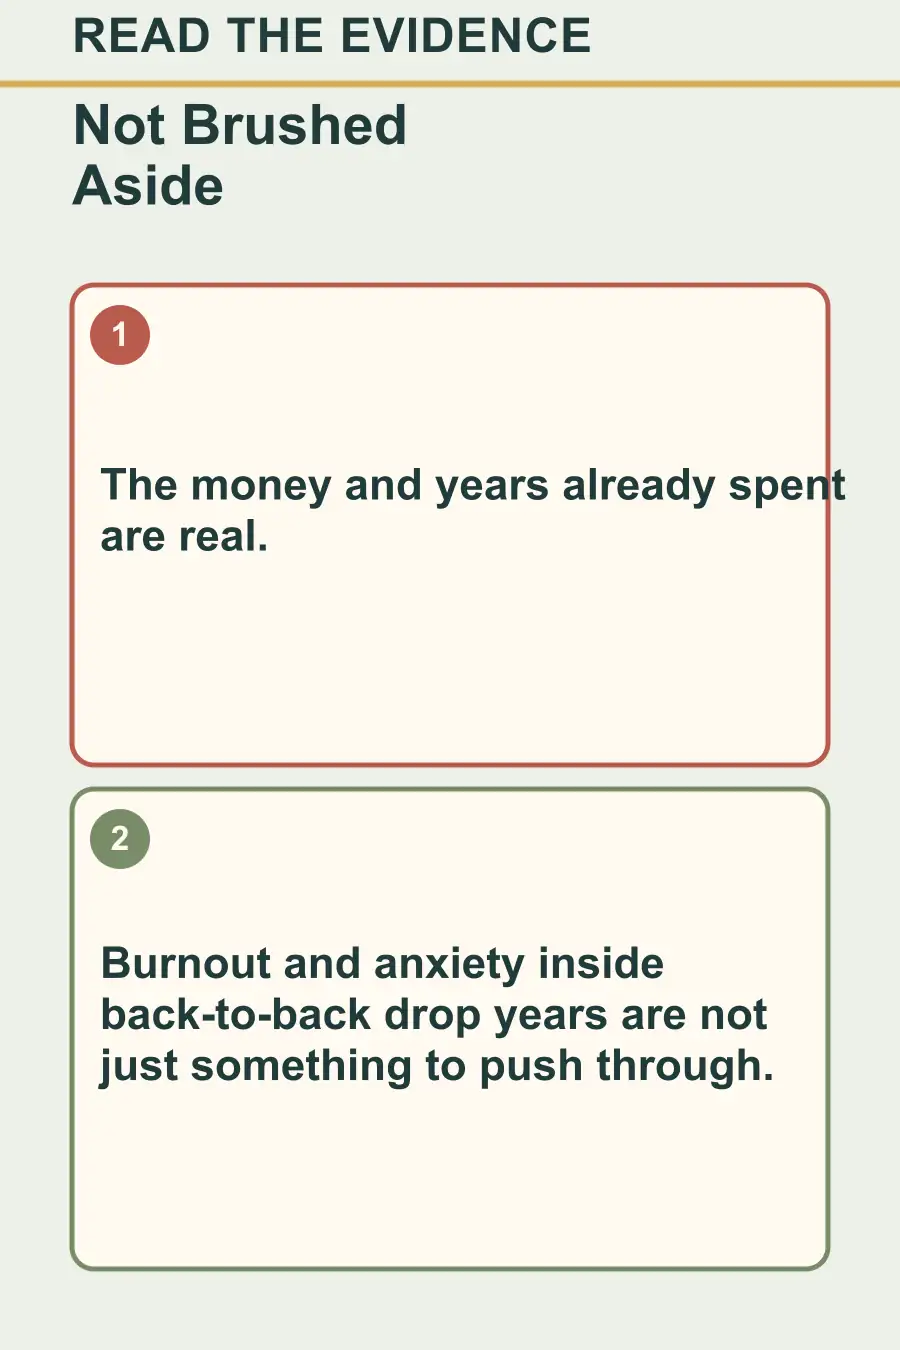 READ THE EVIDENCE
Not Brushed
Aside
1
The money and years already spent
are real.
2
Burnout and anxiety inside
back-to-back drop years are not
just something to push through.